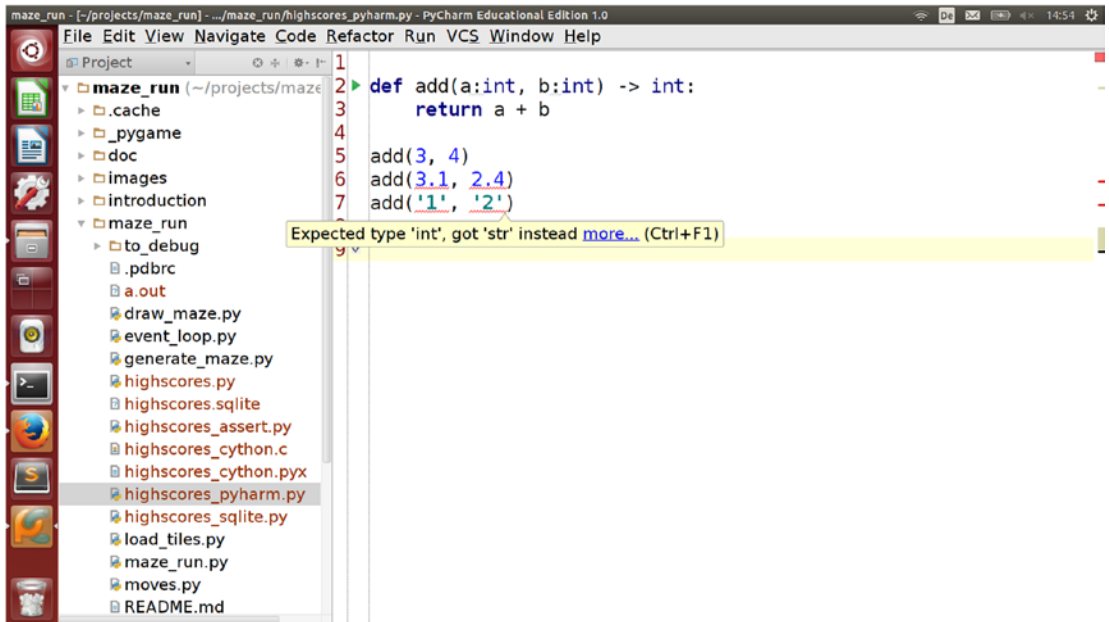 maze_run - [~/projects/maze_run] - .../maze_run/highscores_pyharm.py - PyCharm Educational Edition 1.0
De
14:54
File Edit View Navigate Code Refactor Run VCS Window Help
Project
maze_run (~/projects/maze
.cache
_pygame
doc
images
introduction
maze_run
to_debug
.pdbrc
a.out
draw_maze.py
event_loop.py
generate_maze.py
highscores.py
highscores.sqlite
highscores_assert.py
highscores_cython.c
highscores_cython.pyx
highscores_pyharm.py
highscores_sqlite.py
load_tiles.py
maze_run.py
moves.py
README.md
1
2 def add(a:int, b:int) -> int:
3 return a + b
4
5 add(3, 4)
6 add(3.1, 2.4)
7 add('1', '2')
Expected type 'int', got 'str' instead more... (Ctrl+F1)
9